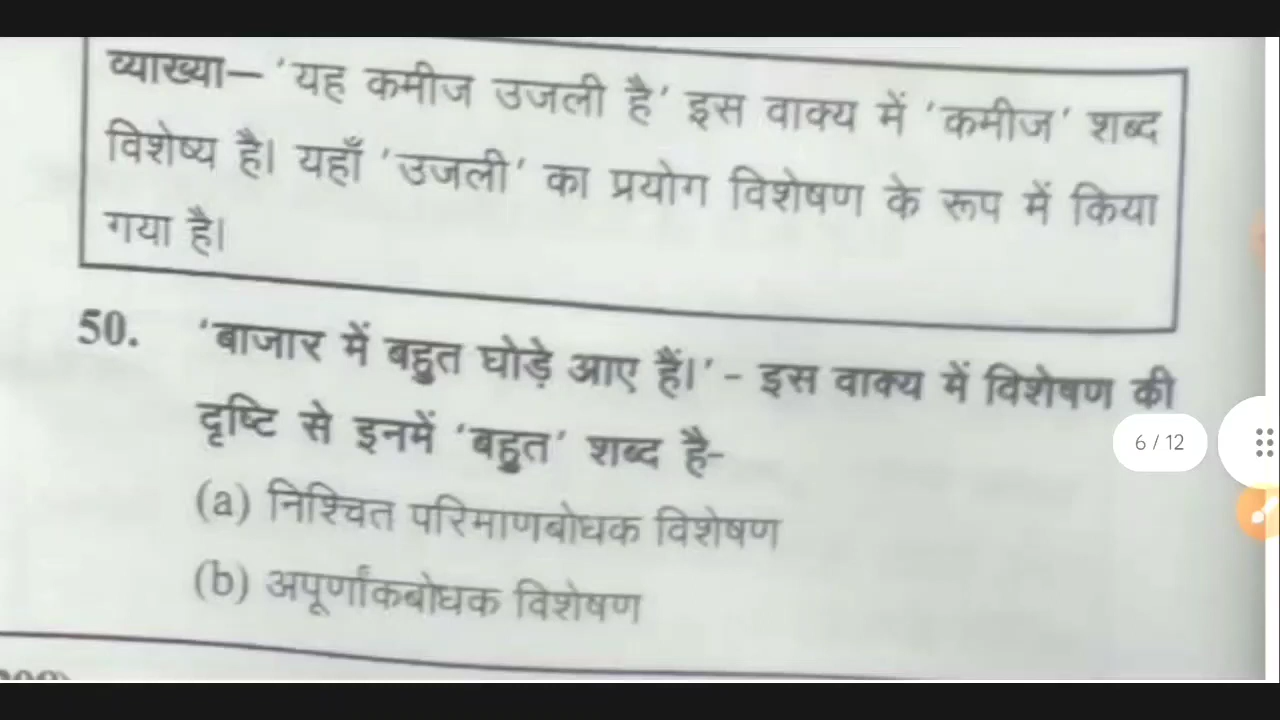 व्याख्या– 'यह कमीज उजली है' इस वाक्य में 'कमीज' शब्द
विशेष्य है। यहाँ 'उजली' का प्रयोग विशेषण के रूप में किया
गया है।
50. 'बाजार में बहुत घोड़े आए हैं।' - इस वाक्य में विशेषण की
दृष्टि से इनमें 'बहुत' शब्द है-
6 / 12
(a) निश्चित परिमाणबोधक विशेषण
(b) अपूर्णांकबोधक विशेषण